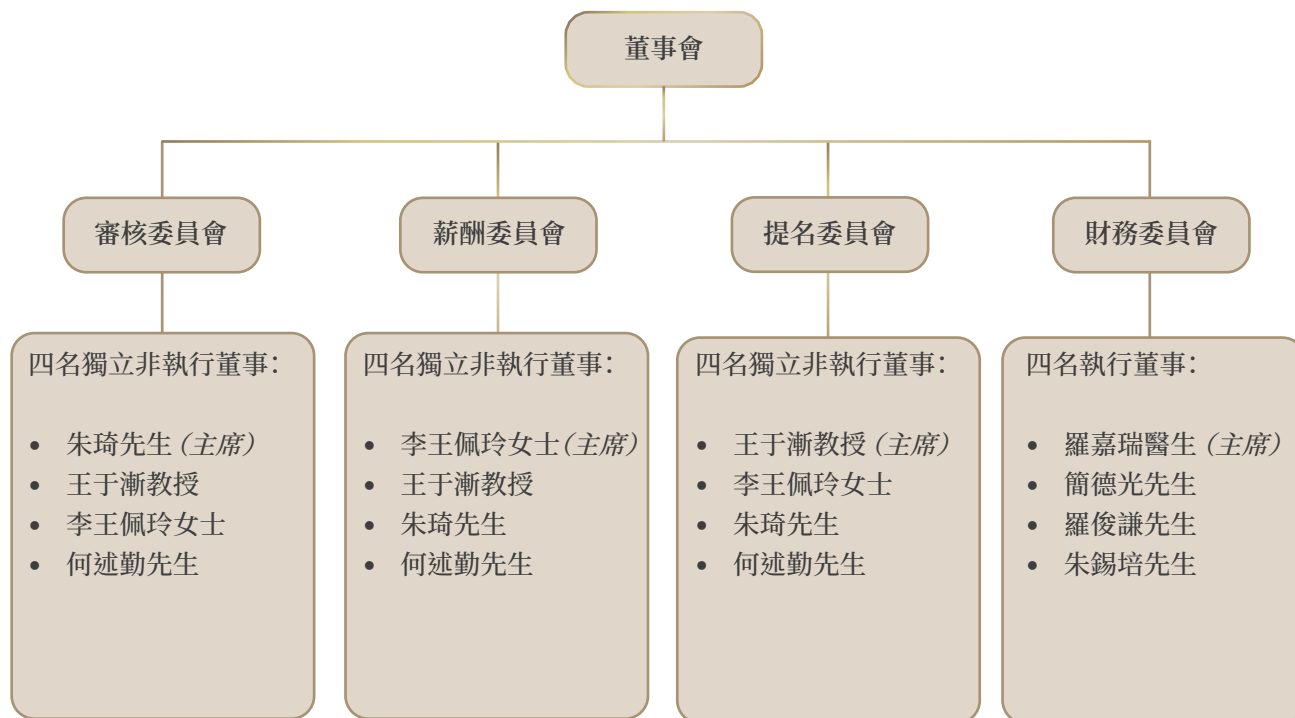 董事會
審核委員會
薪酬委員會
提名委員會
財務委員會
四名獨立非執行董事：
• 朱琦先生（主席）
• 王于漸教授
• 李王佩玲女士
• 何述勤先生
四名獨立非執行董事：
• 李王佩玲女士（主席）
• 王于漸教授
• 朱琦先生
• 何述勤先生
四名獨立非執行董事：
• 王于漸教授（主席）
• 李王佩玲女士
• 朱琦先生
• 何述勤先生
四名執行董事：
• 羅嘉瑞醫生（主席）
• 簡德光先生
• 羅俊謙先生
• 朱錫培先生